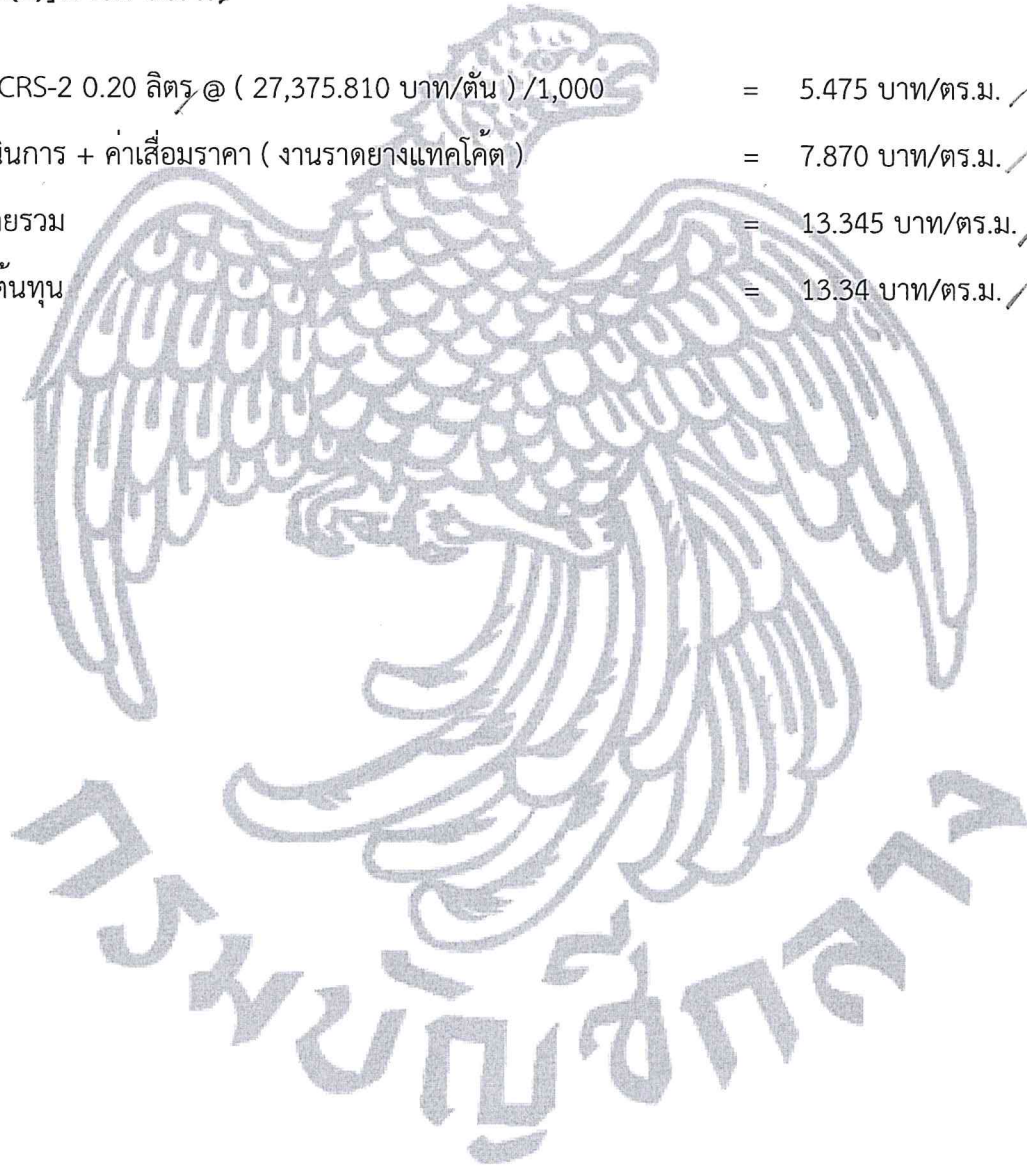 CRS-2 0.20 ลิตร @ ( 27,375.810 บาท/ตัน ) /1,000 = 5.475 บาท/ตร.ม.
นินการ + ค่าเสื่อมราคา ( งานราดยางแทคโค้ต ) = 7.870 บาท/ตร.ม.
ายรวม = 13.345 บาท/ตร.ม.
ต้นทุน = 13.34 บาท/ตร.ม.
กรมบัญชีกลาง